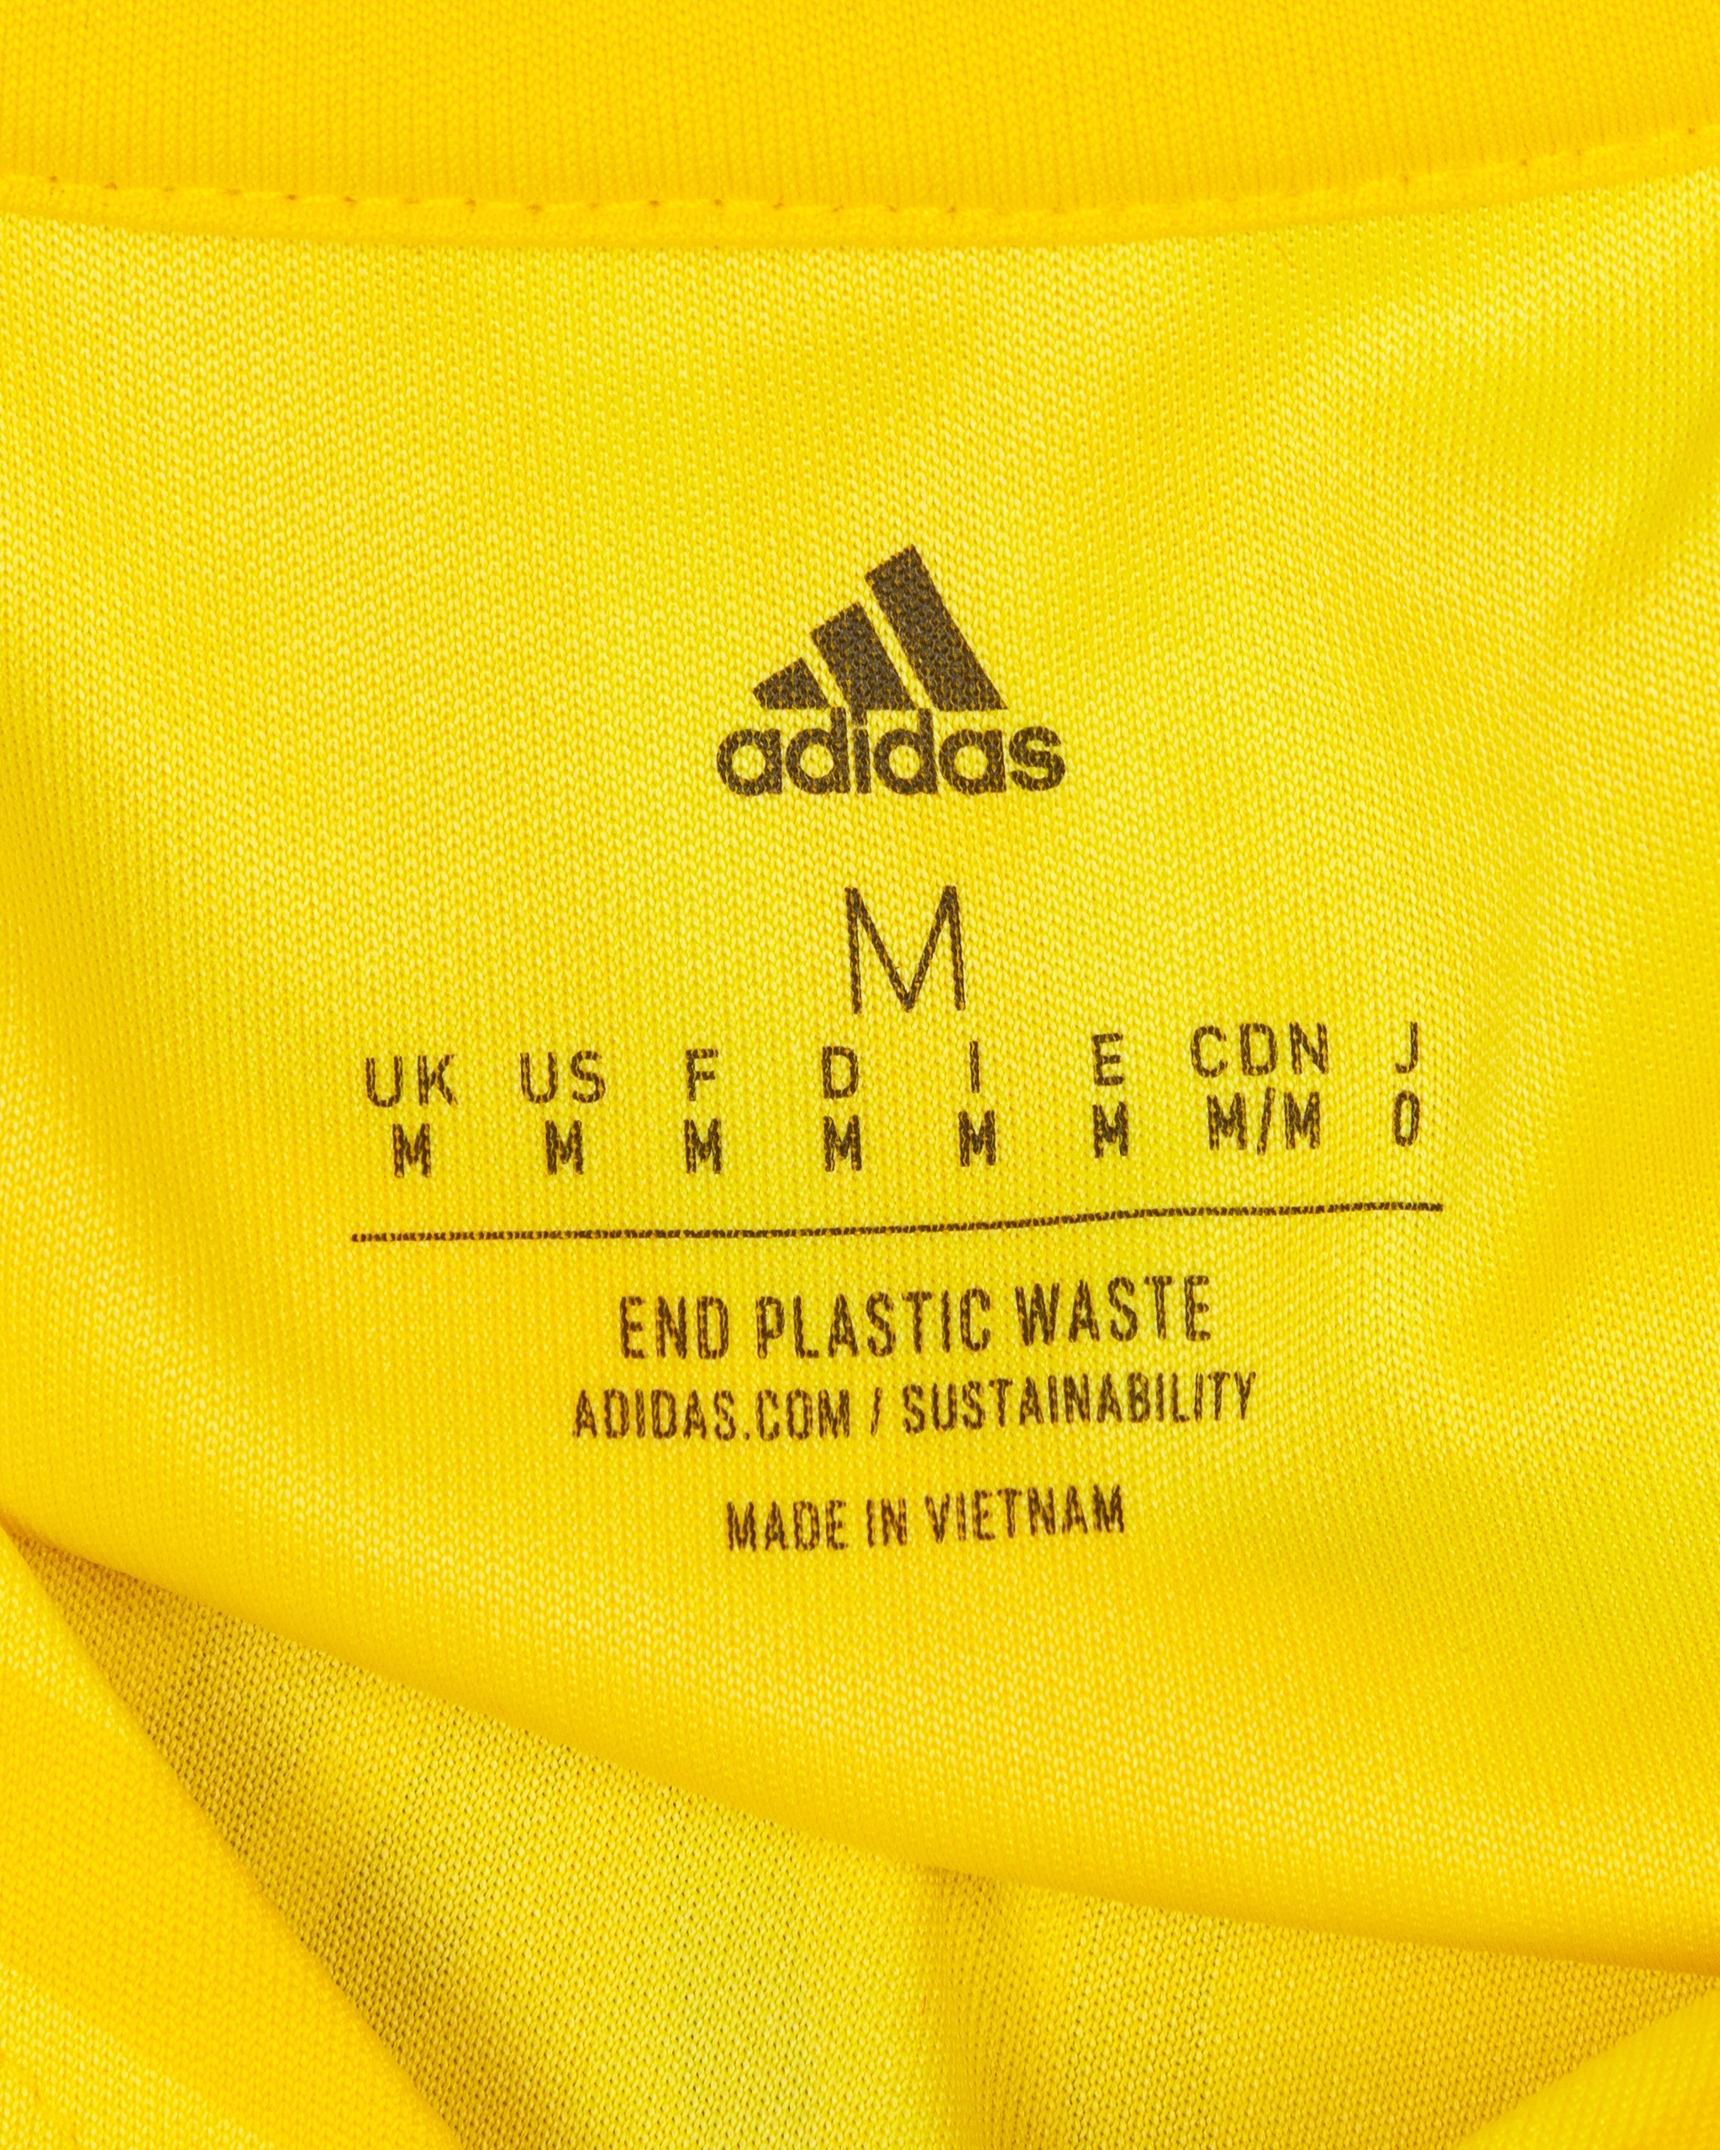 adidas
M
UK US F D I E CDN J
M M M M M M M/M O
END PLASTIC WASTE
ADIDAS.COM / SUSTAINABILITY
MADE IN VIETNAM